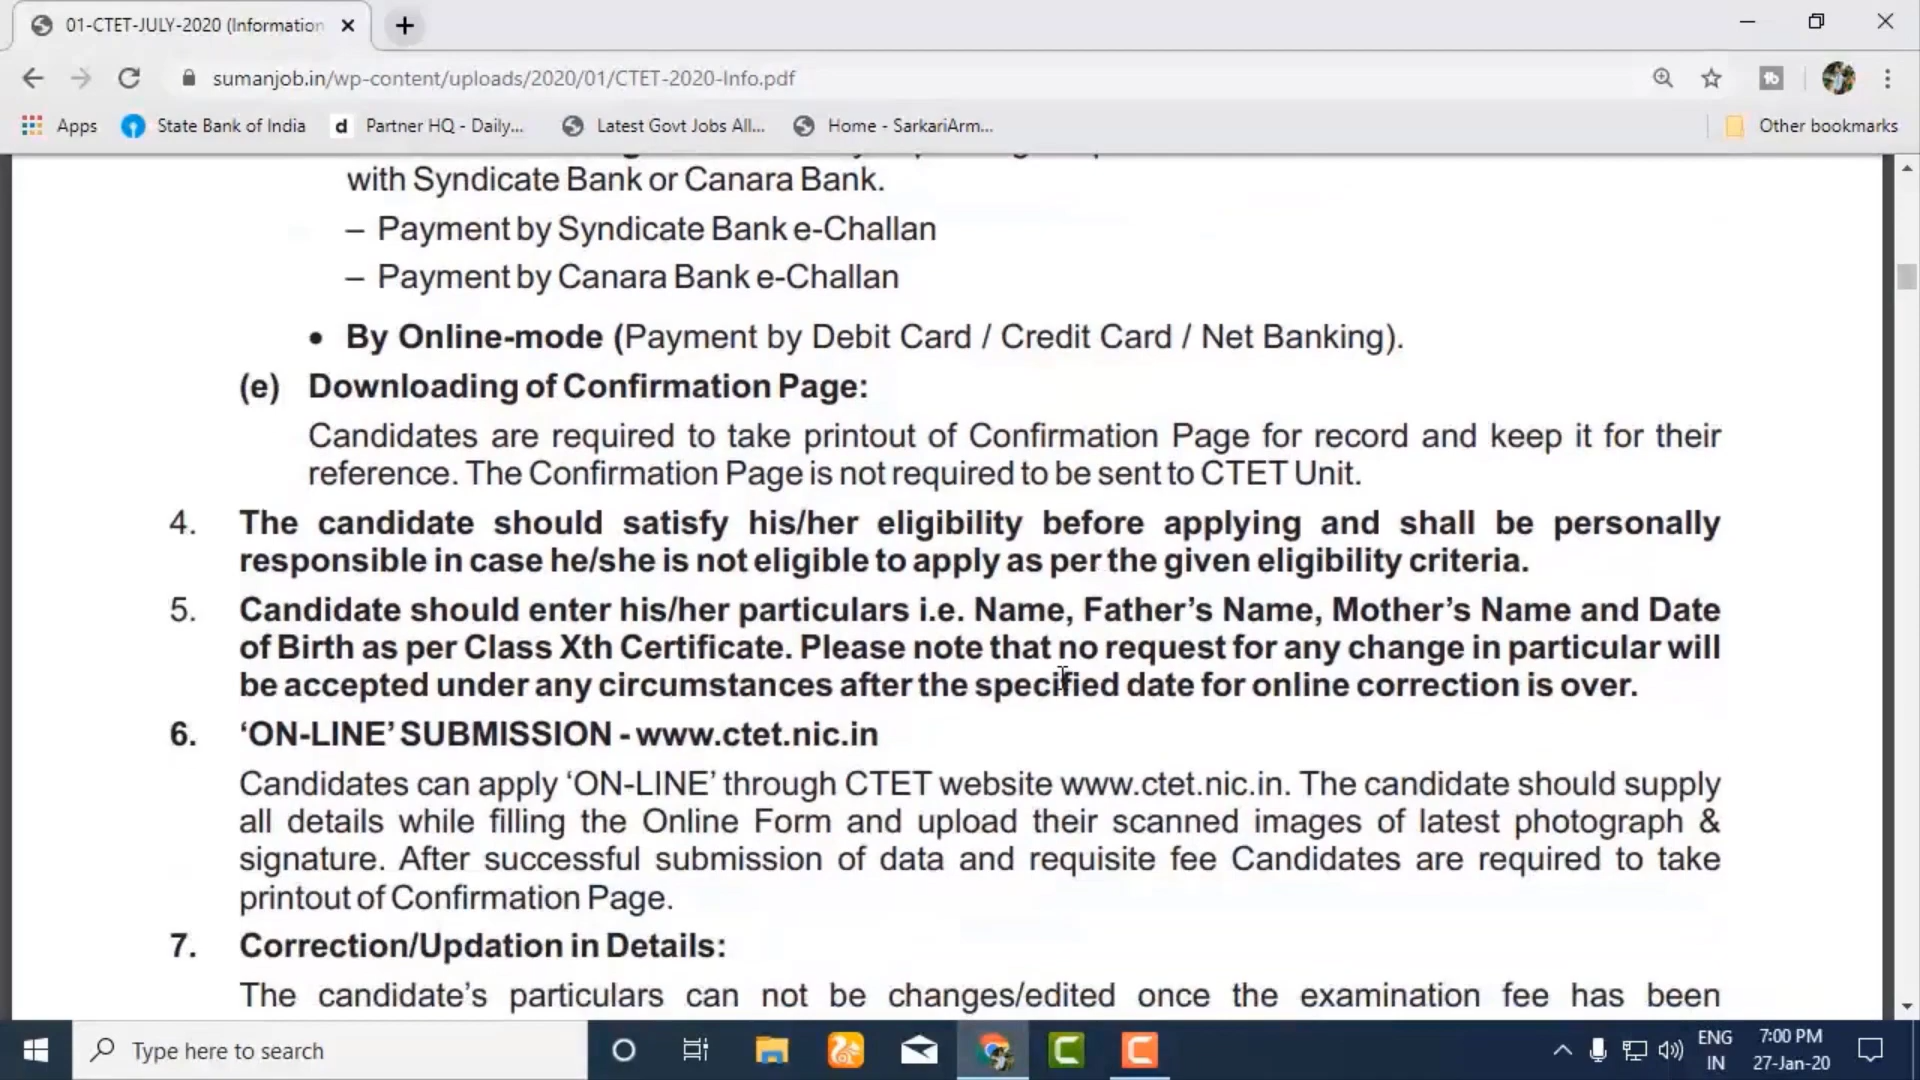 01-CTET-JULY-2020 (Information
sumanjob.in/wp-content/uploads/2020/01/CTET-2020-Info.pdf
Apps State Bank of India d Partner HQ - Daily... Latest Govt Jobs All... Home - SarkariArm... Other bookmarks
with Syndicate Bank or Canara Bank.
– Payment by Syndicate Bank e-Challan
– Payment by Canara Bank e-Challan
• By Online-mode (Payment by Debit Card / Credit Card / Net Banking).
(e) Downloading of Confirmation Page:
Candidates are required to take printout of Confirmation Page for record and keep it for their
reference. The Confirmation Page is not required to be sent to CTET Unit.
4. The candidate should satisfy his/her eligibility before applying and shall be personally
responsible in case he/she is not eligible to apply as per the given eligibility criteria.
5. Candidate should enter his/her particulars i.e. Name, Father’s Name, Mother’s Name and Date
of Birth as per Class Xth Certificate. Please note that no request for any change in particular will
be accepted under any circumstances after the specified date for online correction is over.
6. ‘ON-LINE’ SUBMISSION - www.ctet.nic.in
Candidates can apply ‘ON-LINE’ through CTET website www.ctet.nic.in. The candidate should supply
all details while filling the Online Form and upload their scanned images of latest photograph &
signature. After successful submission of data and requisite fee Candidates are required to take
printout of Confirmation Page.
7. Correction/Updation in Details:
The candidate’s particulars can not be changes/edited once the examination fee has been
Type here to search
ENG
IN
7:00 PM
27-Jan-20